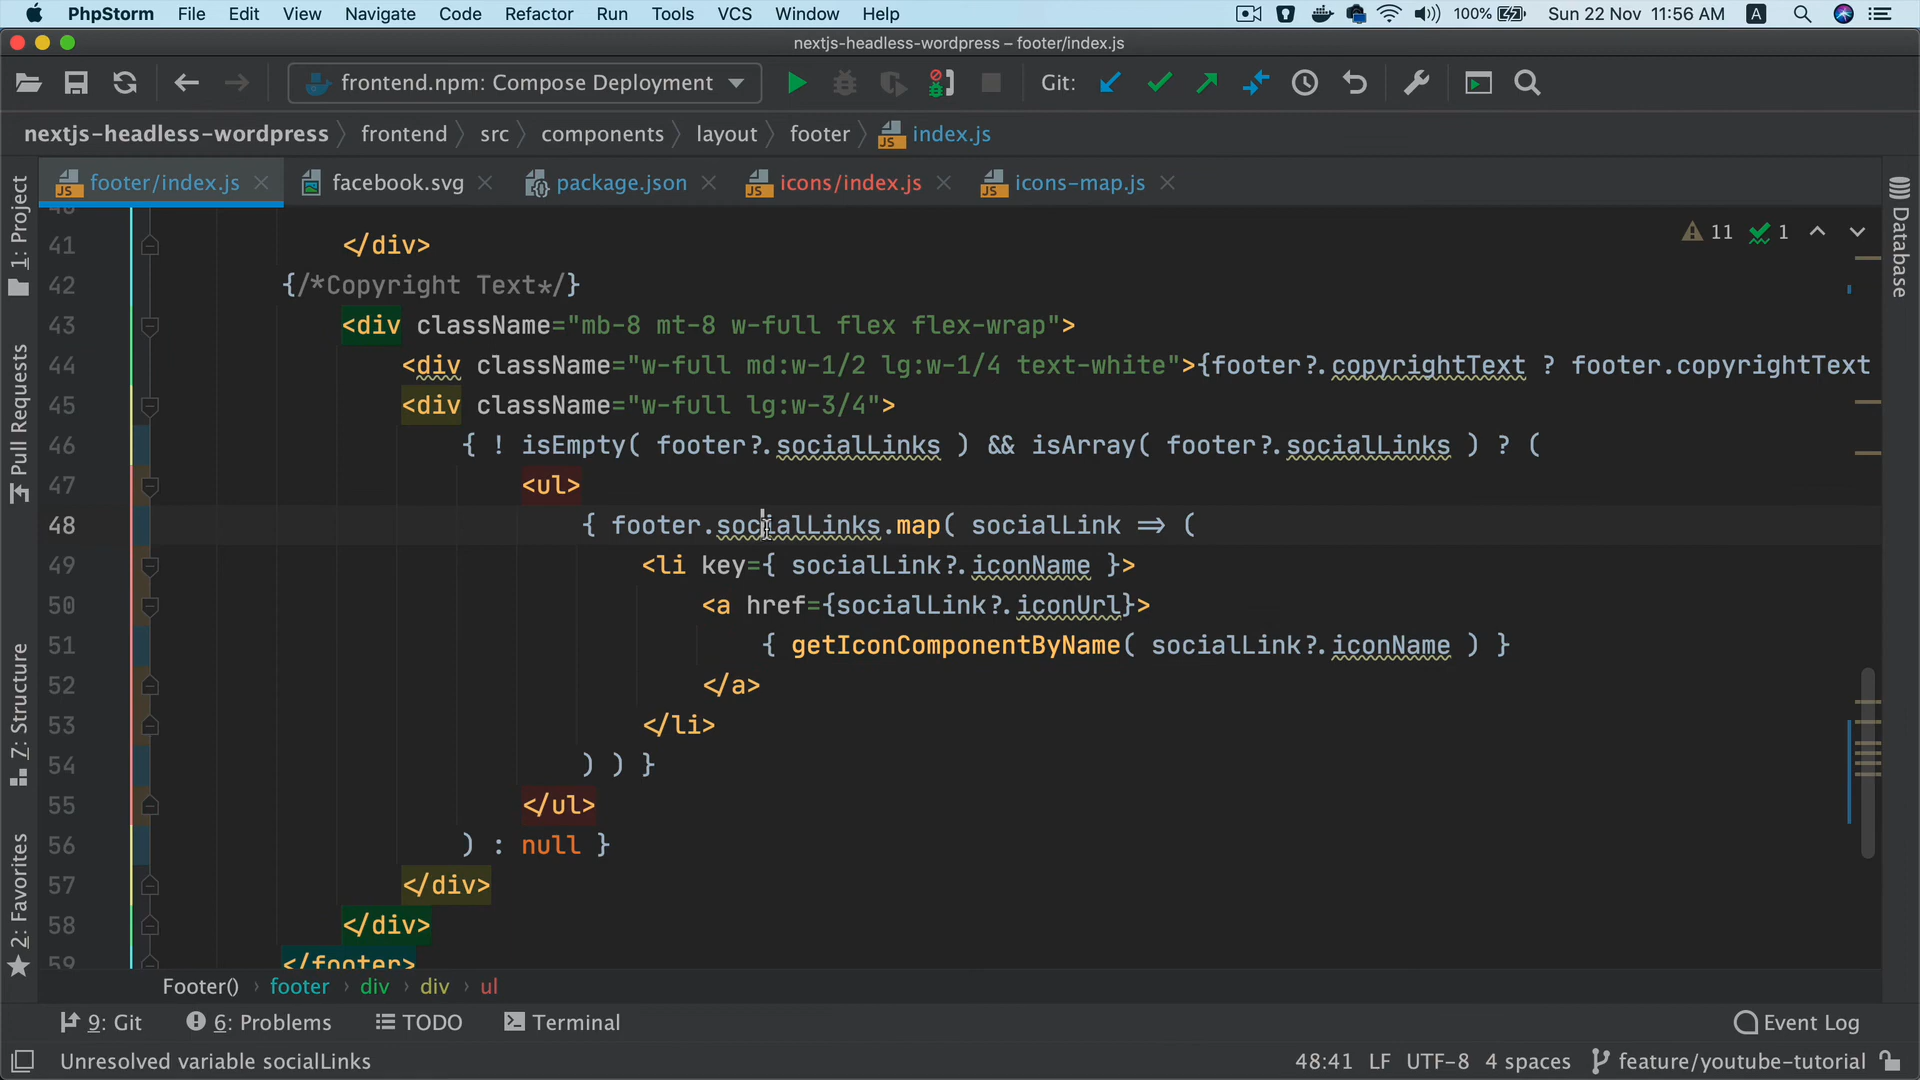 PhpStorm File Edit View Navigate Code Refactor Run Tools VCS Window Help 100% Sun 22 Nov 11:56 AM A
nextjs-headless-wordpress – footer/index.js
frontend.npm: Compose Deployment Git:
nextjs-headless-wordpress frontend src components layout footer index.js
footer/index.js facebook.svg package.json icons/index.js icons-map.js
1: Project
Pull Requests
Z: Structure
2: Favorites
Database
11 1
41 </div>
42 {/*Copyright Text*/}
43 <div className="mb-8 mt-8 w-full flex flex-wrap">
44 <div className="w-full md:w-1/2 lg:w-1/4 text-white">{footer?.copyrightText ? footer.copyrightText
45 <div className="w-full lg:w-3/4">
46 { ! isEmpty( footer?.socialLinks ) && isArray( footer?.socialLinks ) ? (
47 <ul>
48 { footer.socialLinks.map( socialLink => (
49 <li key={ socialLink?.iconName }>
50 <a href={socialLink?.iconUrl}>
51 { getIconComponentByName( socialLink?.iconName ) }
52 </a>
53 </li>
54 ) ) }
55 </ul>
56 ) : null }
57 </div>
58 </div>
59 </footer>
Footer() footer div div ul
9: Git 6: Problems TODO Terminal Event Log
Unresolved variable socialLinks 48:41 LF UTF-8 4 spaces feature/youtube-tutorial